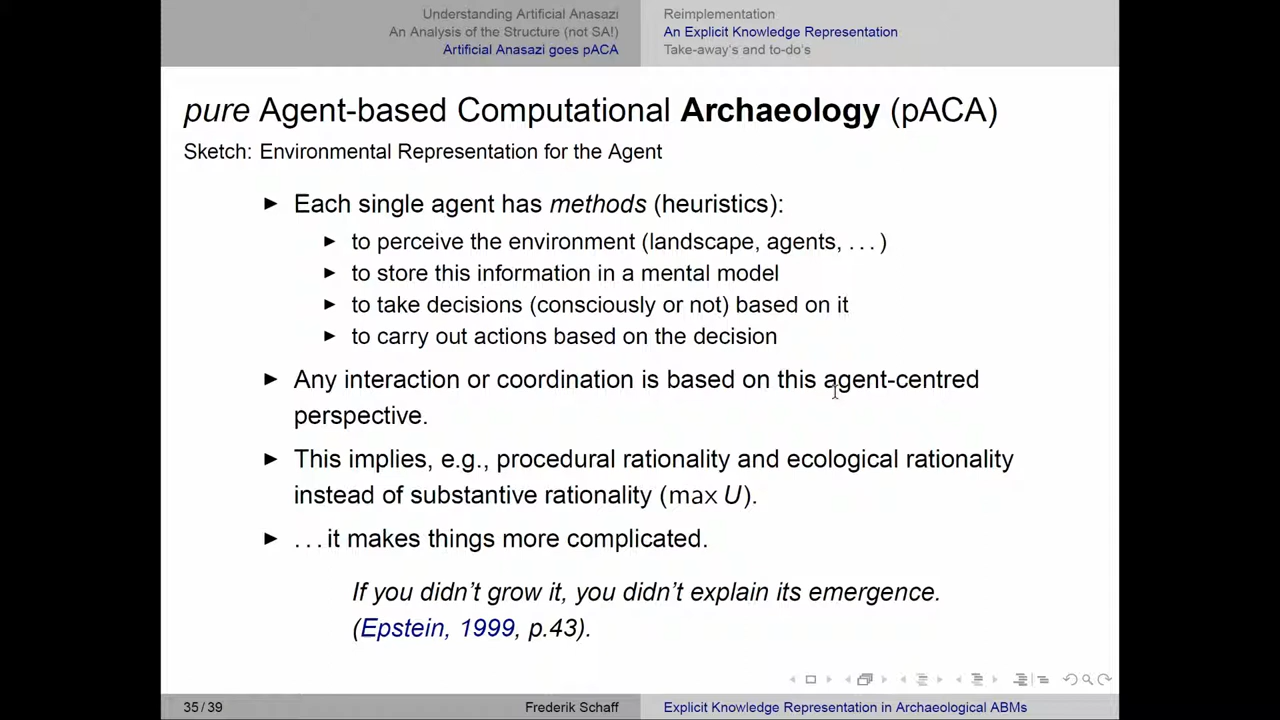 Understanding Artificial Anasazi
An Analysis of the Structure (not SA!)
Artificial Anasazi goes pACA
Reimplementation
An Explicit Knowledge Representation
Take-away's and to-do's
pure Agent-based Computational Archaeology (pACA)
Sketch: Environmental Representation for the Agent
► Each single agent has methods (heuristics):
► to perceive the environment (landscape, agents, ...)
► to store this information in a mental model
► to take decisions (consciously or not) based on it
► to carry out actions based on the decision
► Any interaction or coordination is based on this agent-centred
perspective.
► This implies, e.g., procedural rationality and ecological rationality
instead of substantive rationality (max U).
► ...it makes things more complicated.
If you didn't grow it, you didn't explain its emergence.
(Epstein, 1999, p.43).
35/39
Frederik Schaff
Explicit Knowledge Representation in Archaeological ABMs